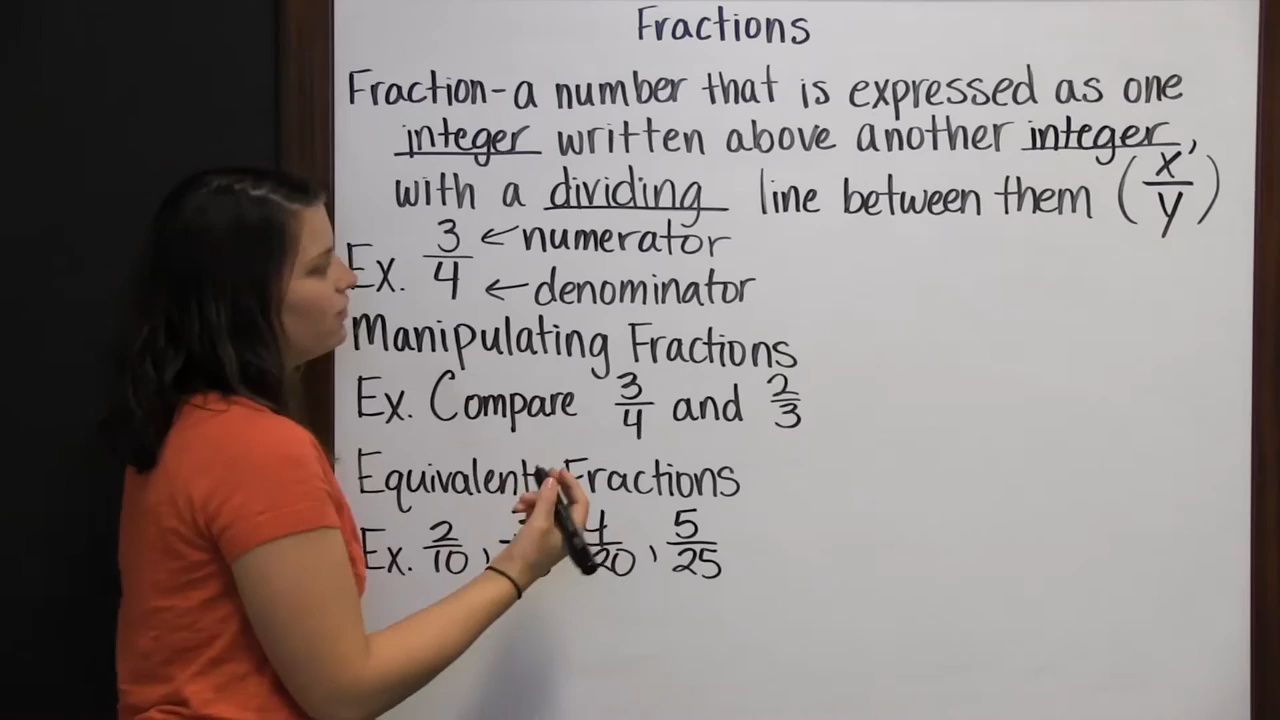 Fractions
Fraction-a number that is expressed as one
integer written above another integer,
with a dividing line between them (x/y)
Ex. 3/4 ←numerator
←denominator
Manipulating Fractions
Ex. Compare 3/4 and 2/3
Equivalent Fractions
Ex. 2/10, 4/20, 5/25